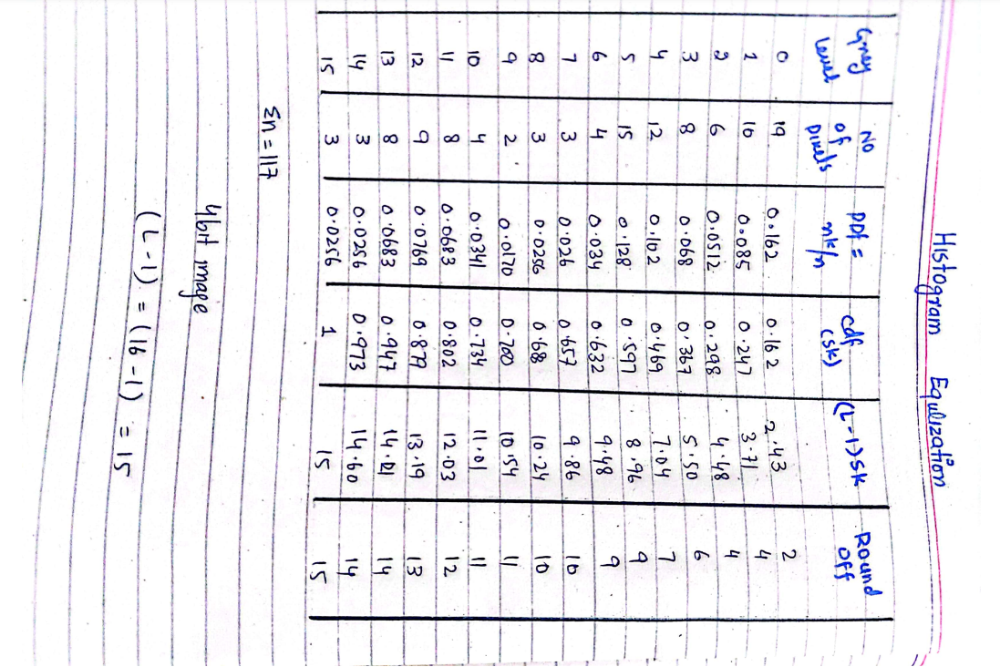 Histogram Equlization
Grey level | No of pixels | Pdf = nk/n | cdf (sk) | (L-1)sk | Round off
0 19 0.162 0.162 2.43 2
1 10 0.085 0.247 3.71 4
2 6 0.0512 0.298 4.48 4
3 8 0.068 0.367 5.50 6
4 12 0.102 0.469 7.04 7
5 15 0.128 0.597 8.96 9
6 4 0.034 0.632 9.48 9
7 3 0.026 0.657 9.86 10
8 3 0.0256 0.68 10.24 10
9 2 0.0170 0.700 10.54 11
10 4 0.0341 0.734 11.01 11
11 8 0.0683 0.802 12.03 12
12 9 0.0769 0.879 13.19 13
13 8 0.0683 0.947 14.21 14
14 3 0.0256 0.973 14.60 14
15 3 0.0256 1 15 15
Σn = 117
4bit image
(L-1) = (16-1) = 15